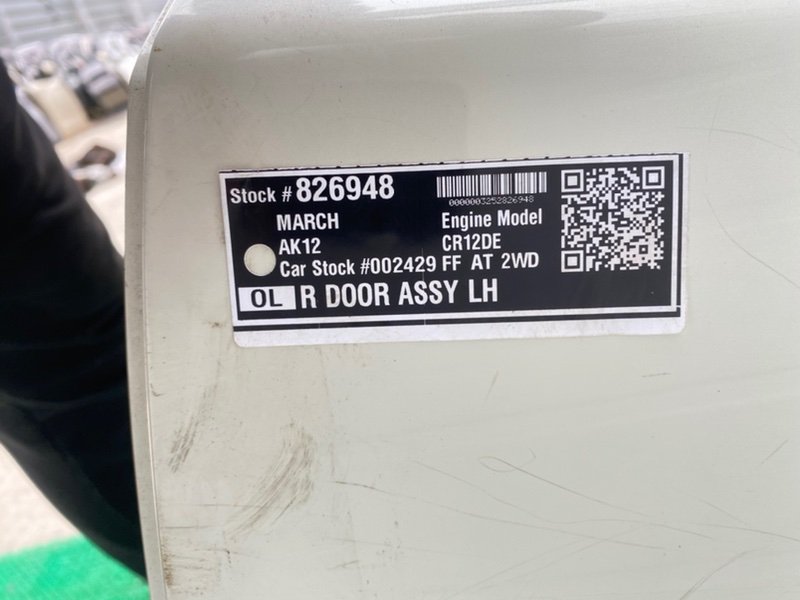 Stock # 826948
0000003252826948
MARCH
Engine Model
AK12
CR12DE
Car Stock #002429 FF AT 2WD
OL R DOOR ASSY LH